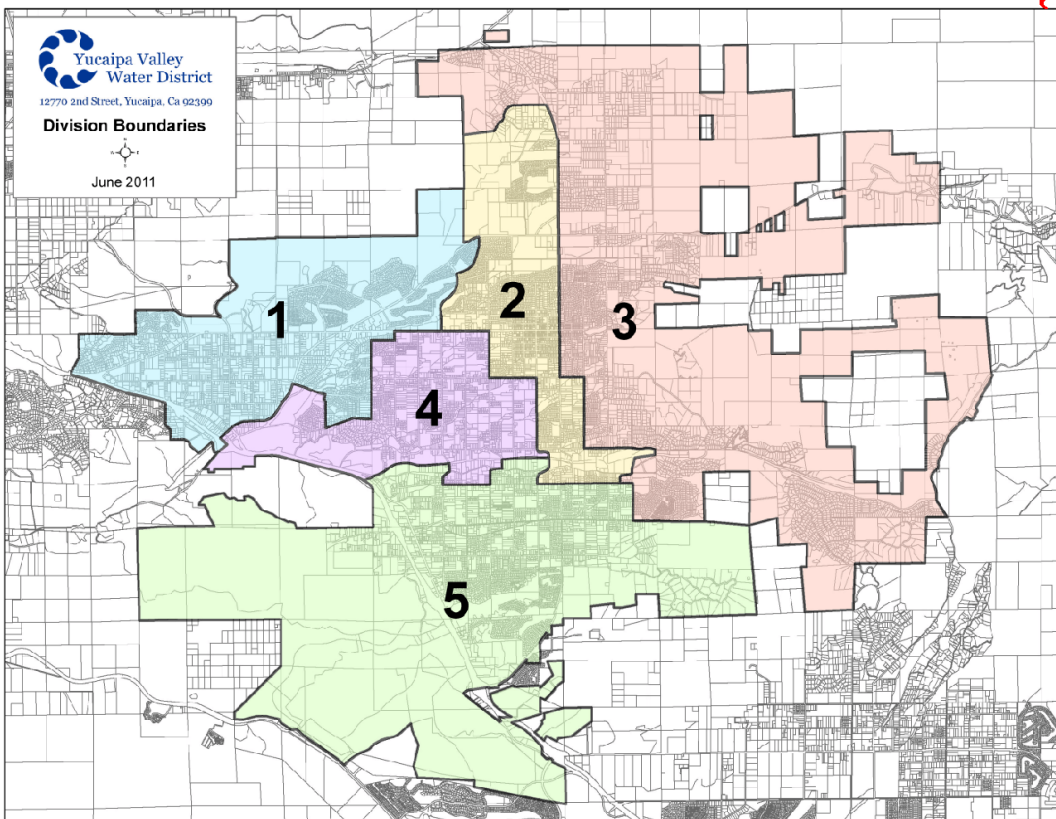 Yucaipa Valley
Water District
12770 2nd Street, Yucaipa, Ca 92399
Division Boundaries
June 2011
1
2
3
4
5